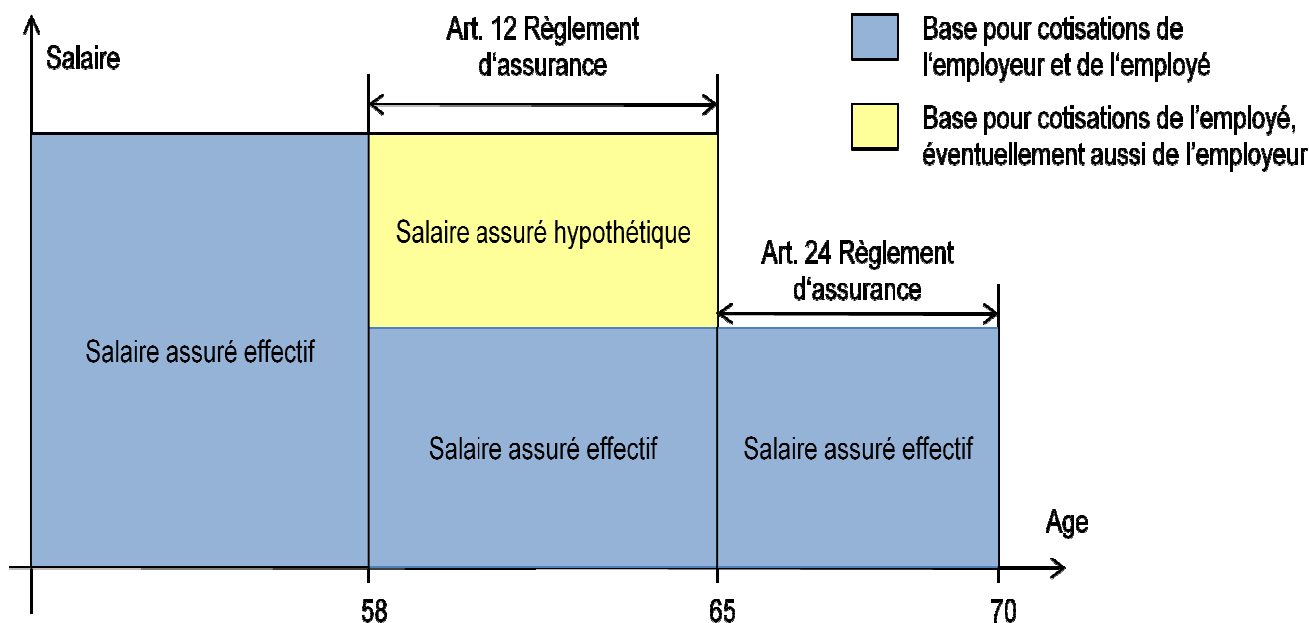 Salaire
Art. 12 Règlement
d'assurance
Base pour cotisations de
l'employeur et de l'employé
Base pour cotisations de l'employé,
éventuellement aussi de l'employeur
Salaire assuré hypothétique
Art. 24 Règlement
d'assurance
Salaire assuré effectif
Salaire assuré effectif
Salaire assuré effectif
Age
58
65
70